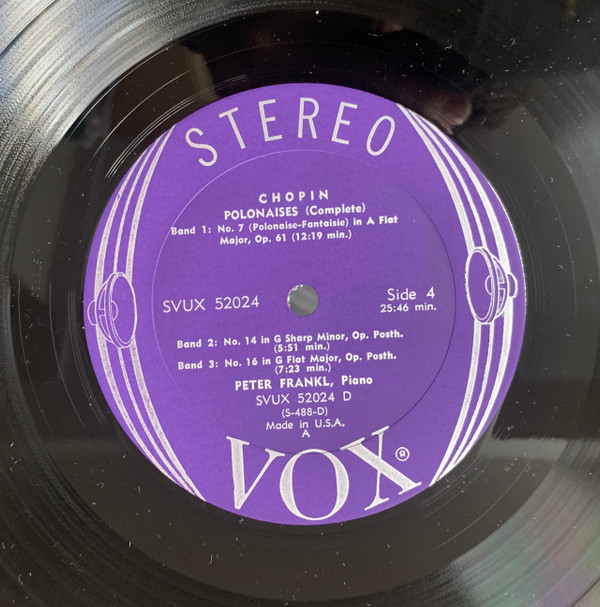 STEREO
CHOPIN
POLONAISES (Complete)
Band 1: No. 7 (Polonaise-Fantaisie) in A Flat
Major, Op. 61 (12:19 min.)
SVUX 52024
Side 4
25:46 min.
Band 2: No. 14 in G Sharp Minor, Op. Posth.
(5:51 min.)
Band 3: No. 16 in G Flat Major, Op. Posth.
(7:23 min.)
PETER FRANKL, Piano
SVUX 52024 D
(S-488-D)
Made in U.S.A.
A
VOX ®